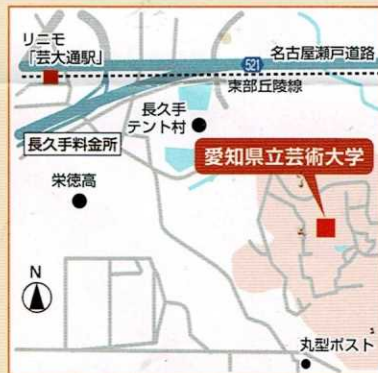 リニモ
「芸大通駅」
521
名古屋瀬戸道路
東部丘陵線
長久手
テント村
長久手料金所
愛知県立芸術大学
栄徳高
N
丸型ポスト